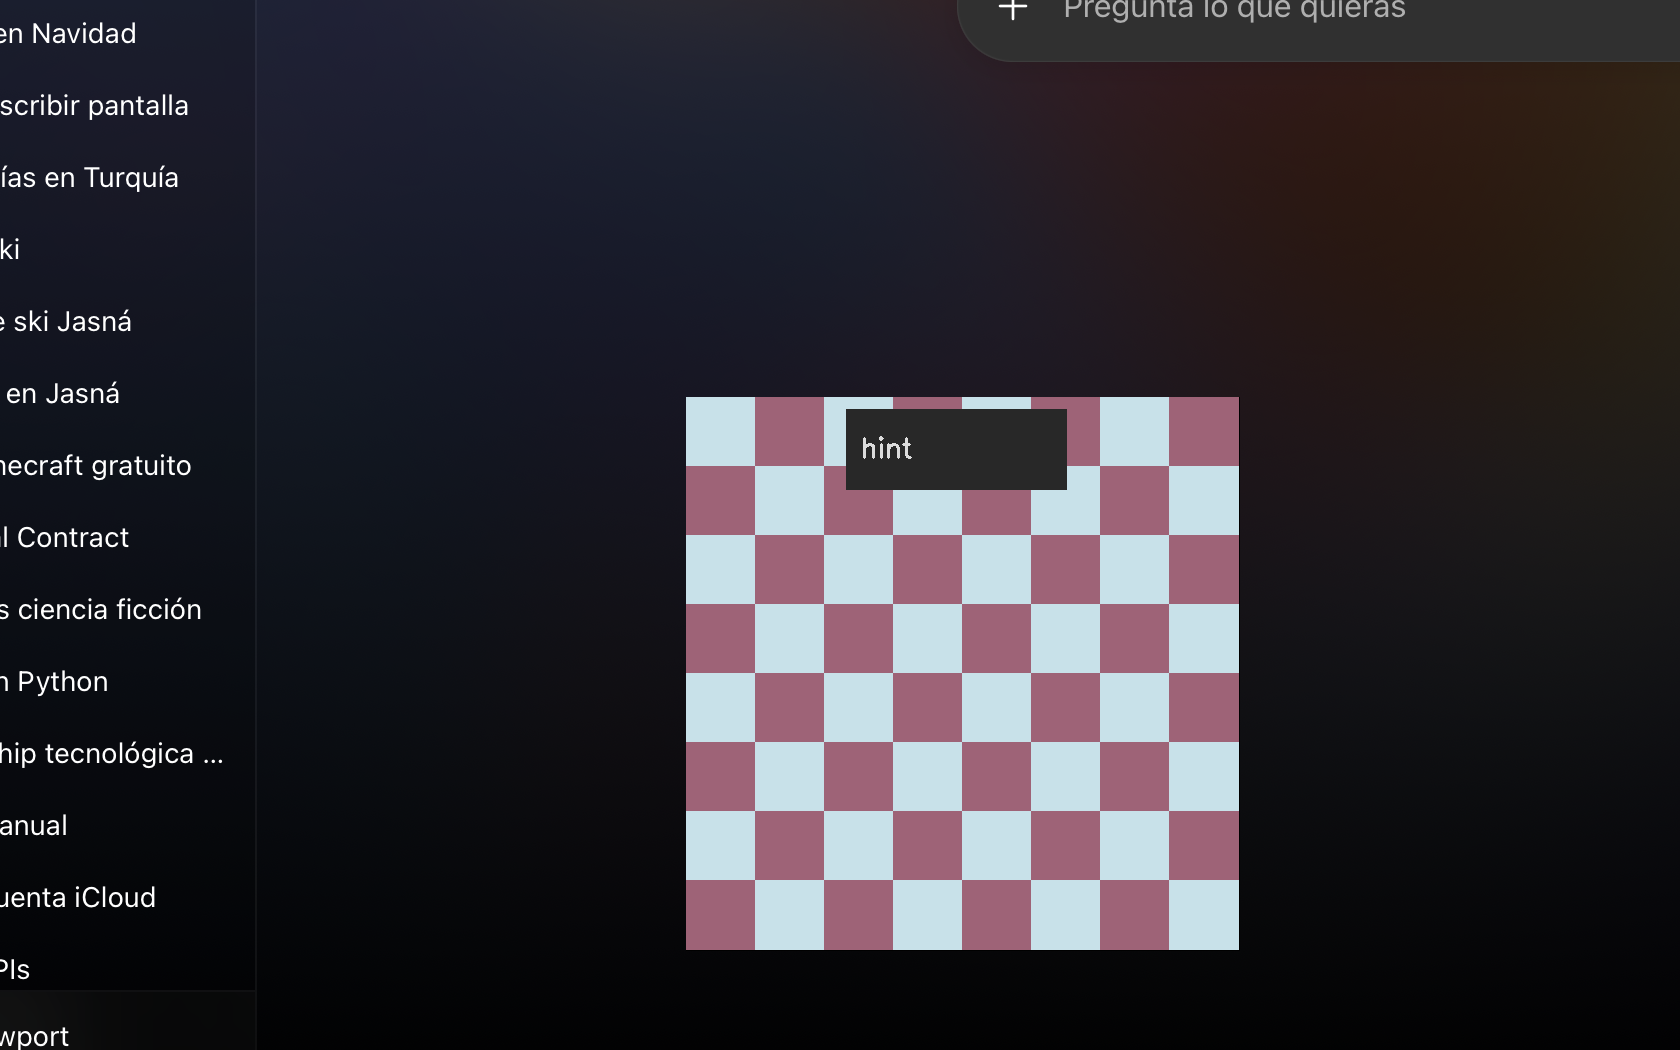 en Navidad
scribir pantalla
ías en Turquía
ki
e ski Jasná
en Jasná
necraft gratuito
l Contract
s ciencia ficción
n Python
hip tecnológica ...
anual
uenta iCloud
PIs
wport
+ Pregunta lo que quieras
hint